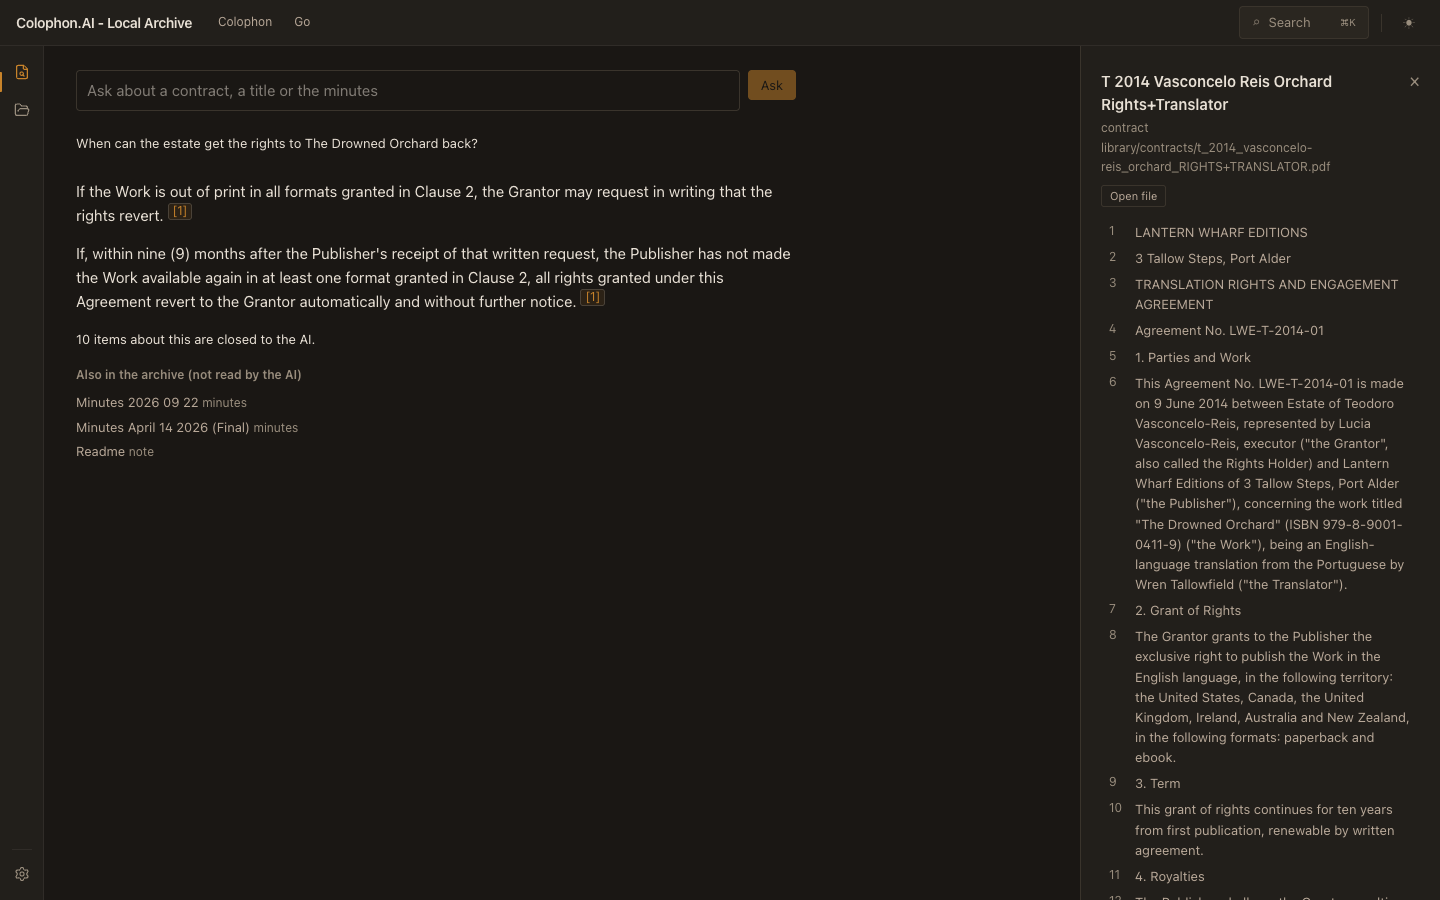 Colophon.AI - Local Archive
Colophon
Go
Search
⌘K
Ask about a contract, a title or the minutes
Ask
When can the estate get the rights to The Drowned Orchard back?
If the Work is out of print in all formats granted in Clause 2, the Grantor may request in writing that the
rights revert. [1]
If, within nine (9) months after the Publisher's receipt of that written request, the Publisher has not made
the Work available again in at least one format granted in Clause 2, all rights granted under this
Agreement revert to the Grantor automatically and without further notice. [1]
10 items about this are closed to the AI.
Also in the archive (not read by the AI)
Minutes 2026 09 22 minutes
Minutes April 14 2026 (Final) minutes
Readme note
T 2014 Vasconcelo Reis Orchard
Rights+Translator
contract
library/contracts/t_2014_vasconcelo-
reis_orchard_RIGHTS+TRANSLATOR.pdf
Open file
1 LANTERN WHARF EDITIONS
2 3 Tallow Steps, Port Alder
3 TRANSLATION RIGHTS AND ENGAGEMENT
AGREEMENT
4 Agreement No. LWE-T-2014-01
5 1. Parties and Work
6 This Agreement No. LWE-T-2014-01 is made
on 9 June 2014 between Estate of Teodoro
Vasconcelo-Reis, represented by Lucia
Vasconcelo-Reis, executor ("the Grantor",
also called the Rights Holder) and Lantern
Wharf Editions of 3 Tallow Steps, Port Alder
("the Publisher"), concerning the work titled
"The Drowned Orchard" (ISBN 979-8-9001-
0411-9) ("the Work"), being an English-
language translation from the Portuguese by
Wren Tallowfield ("the Translator").
7 2. Grant of Rights
8 The Grantor grants to the Publisher the
exclusive right to publish the Work in the
English language, in the following territory:
the United States, Canada, the United
Kingdom, Ireland, Australia and New Zealand,
in the following formats: paperback and
ebook.
9 3. Term
10 This grant of rights continues for ten years
from first publication, renewable by written
agreement.
11 4. Royalties